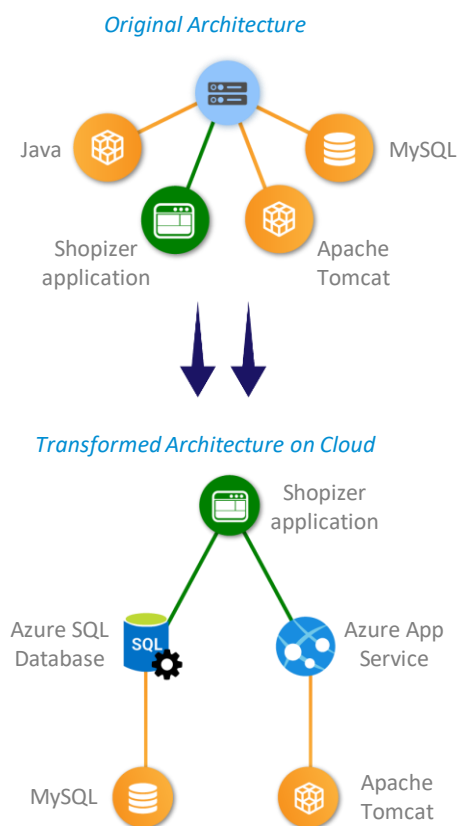 Original Architecture
Java
MySQL
Shopizer
application
Apache
Tomcat
Transformed Architecture on Cloud
Shopizer
application
Azure SQL
Database
SQL
Azure App
Service
MySQL
Apache
Tomcat